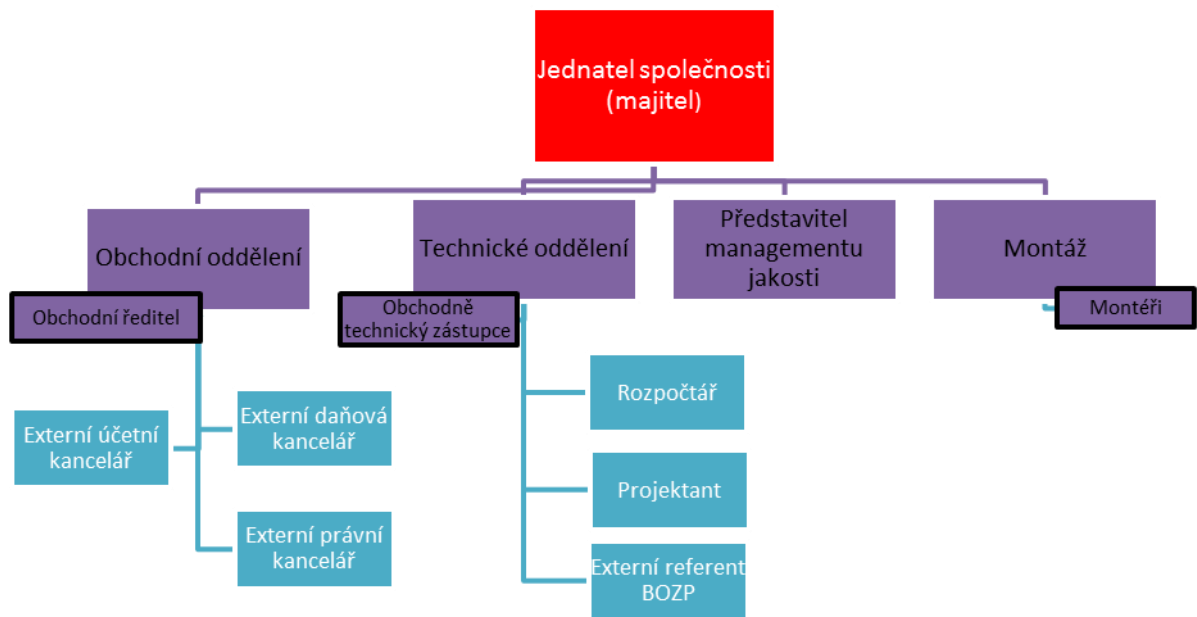 Jednatel společnosti
(majitel)
Obchodní oddělení
Technické oddělení
Představitel
managementu
jakosti
Montáž
Obchodní ředitel
Obchodně
technický zástupce
Montéři
Externí účetní
kancelář
Externí daňová
kancelář
Externí právní
kancelář
Rozpočtář
Projektant
Externí referent
BOZP